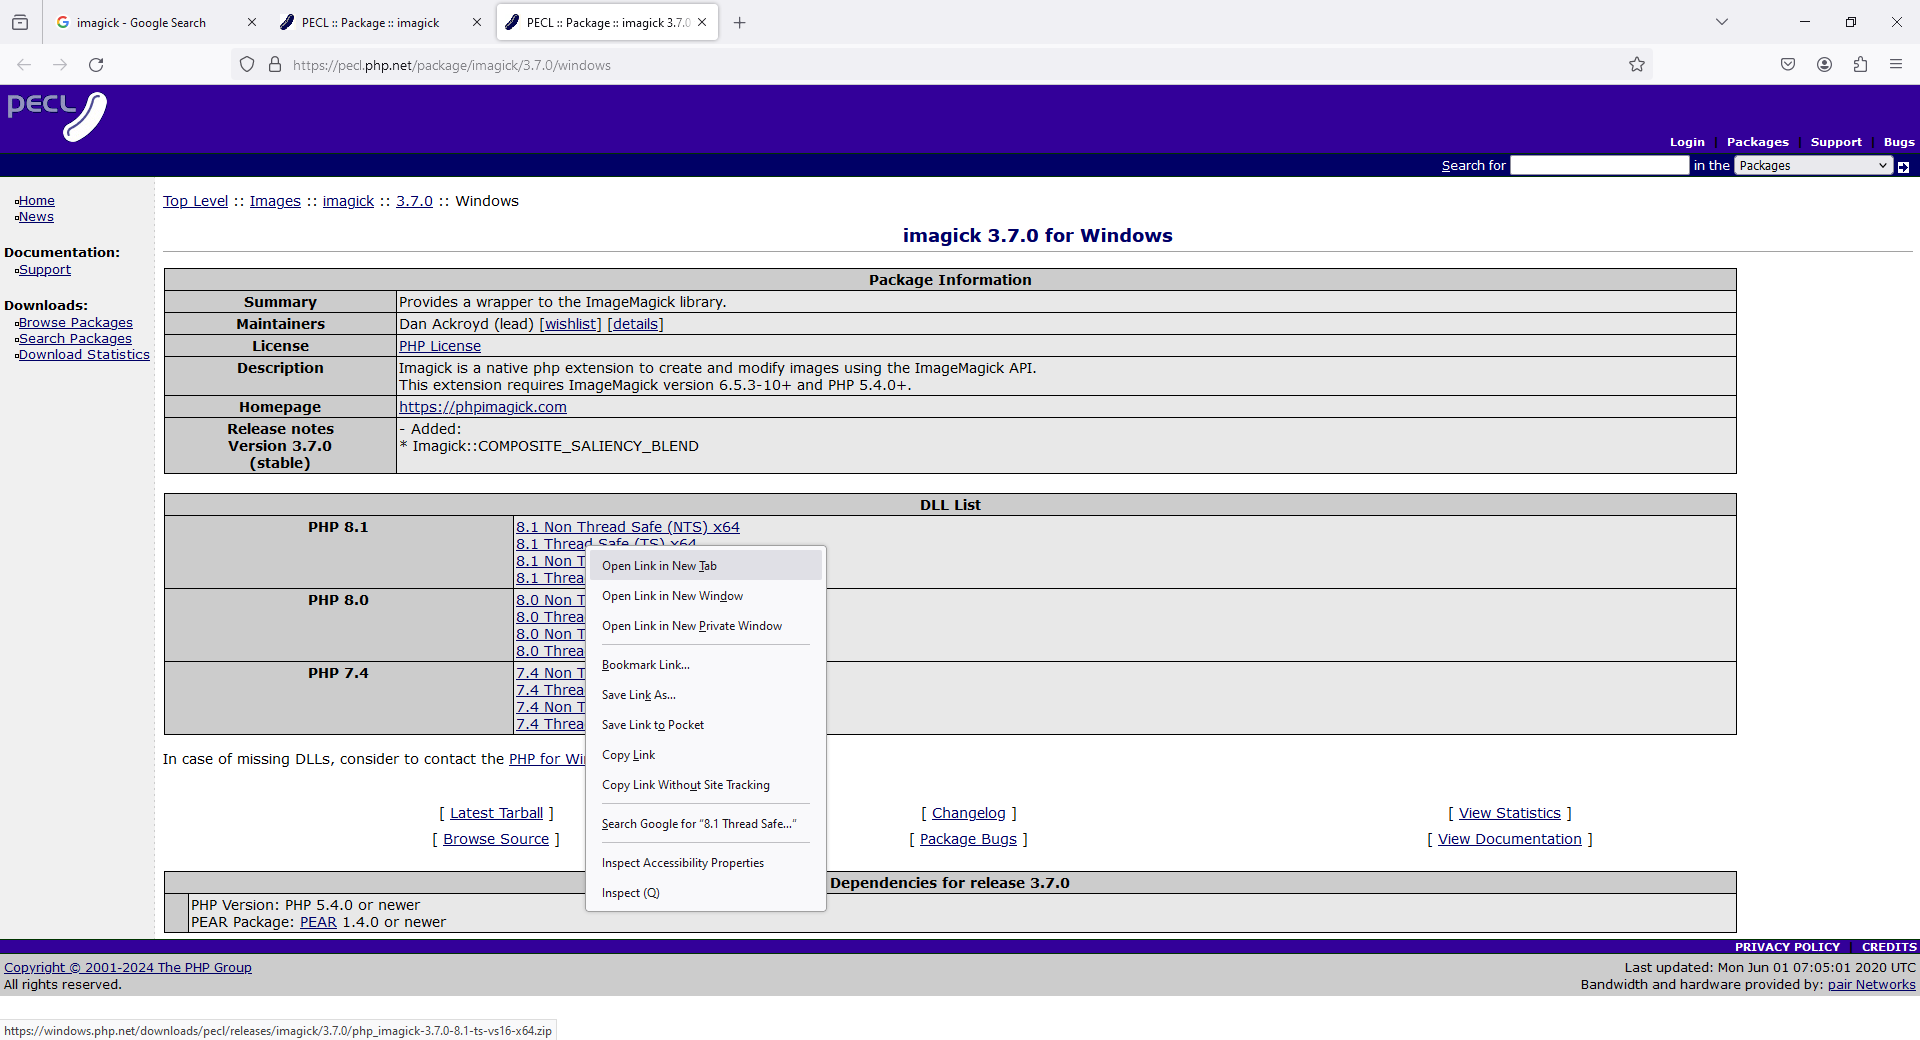 imagick - Google Search
PECL :: Package :: imagick
PECL :: Package :: imagick 3.7.0
https://pecl.php.net/package/imagick/3.7.0/windows
PECL
Login
Packages
Support
Bugs
Search for
in the
Packages
Home
News
Documentation:
Support
Downloads:
Browse Packages
Search Packages
Download Statistics
Top Level :: Images :: imagick :: 3.7.0 :: Windows
imagick 3.7.0 for Windows
Package Information
Summary
Provides a wrapper to the ImageMagick library.
Maintainers
Dan Ackroyd (lead) [wishlist] [details]
License
PHP License
Description
Imagick is a native php extension to create and modify images using the ImageMagick API.
This extension requires ImageMagick version 6.5.3-10+ and PHP 5.4.0+.
Homepage
https://phpimagick.com
Release notes
Version 3.7.0
(stable)
- Added:
* Imagick::COMPOSITE_SALIENCY_BLEND
DLL List
PHP 8.1
8.1 Non Thread Safe (NTS) x64
8.1 Thread Safe (TS) x64
8.1 Non T
8.1 Threa
PHP 8.0
8.0 Non T
8.0 Threa
8.0 Non T
8.0 Threa
PHP 7.4
7.4 Non T
7.4 Threa
7.4 Non T
7.4 Threa
Open Link in New Tab
Open Link in New Window
Open Link in New Private Window
Bookmark Link...
Save Link As...
Save Link to Pocket
Copy Link
Copy Link Without Site Tracking
Search Google for “8.1 Thread Safe...”
Inspect Accessibility Properties
Inspect (Q)
In case of missing DLLs, consider to contact the PHP for Wi
[ Latest Tarball ]
[ Changelog ]
[ View Statistics ]
[ Browse Source ]
[ Package Bugs ]
[ View Documentation ]
Dependencies for release 3.7.0
PHP Version: PHP 5.4.0 or newer
PEAR Package: PEAR 1.4.0 or newer
PRIVACY POLICY
CREDITS
Copyright © 2001-2024 The PHP Group
All rights reserved.
Last updated: Mon Jun 01 07:05:01 2020 UTC
Bandwidth and hardware provided by: pair Networks
https://windows.php.net/downloads/pecl/releases/imagick/3.7.0/php_imagick-3.7.0-8.1-ts-vs16-x64.zip